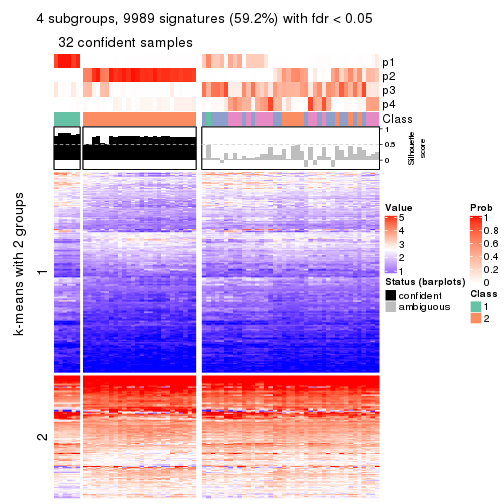 4 subgroups, 9989 signatures (59.2%) with fdr < 0.05
32 confident samples
p1
p2
p3
p4
Class
1
0.5
0
Silhouette
score
k-means with 2 groups
1
2
Value
5
4
3
2
1
Status (barplots)
confident
ambiguous
Prob
1
0.8
0.6
0.4
0.2
0
Class
1
2